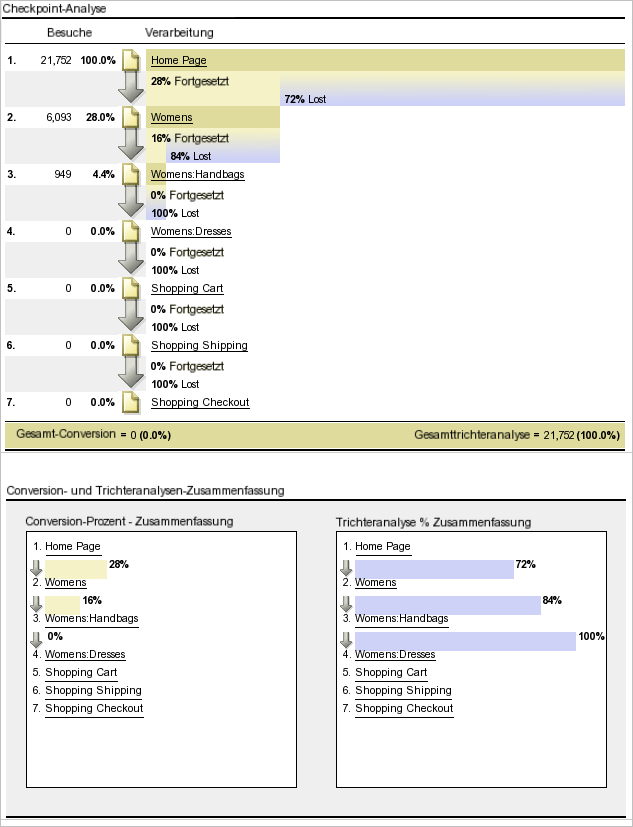 Checkpoint-Analyse
Besuche Verarbeitung
1. 21,752 100.0% Home Page
28% Fortgesetzt
72% Lost
2. 6,093 28.0% Womens
16% Fortgesetzt
84% Lost
3. 949 4.4% Womens:Handbags
0% Fortgesetzt
100% Lost
4. 0 0.0% Womens:Dresses
0% Fortgesetzt
100% Lost
5. 0 0.0% Shopping Cart
0% Fortgesetzt
100% Lost
6. 0 0.0% Shopping Shipping
0% Fortgesetzt
100% Lost
7. 0 0.0% Shopping Checkout
Gesamt-Conversion = 0 (0.0%) Gesamttrichteranalyse = 21,752 (100.0%)
Conversion- und Trichteranalysen-Zusammenfassung
Conversion-Prozent - Zusammenfassung
1. Home Page
28%
2. Womens
16%
3. Womens:Handbags
0%
4. Womens:Dresses
5. Shopping Cart
6. Shopping Shipping
7. Shopping Checkout
Trichteranalyse % Zusammenfassung
1. Home Page
72%
2. Womens
84%
3. Womens:Handbags
100%
4. Womens:Dresses
5. Shopping Cart
6. Shopping Shipping
7. Shopping Checkout